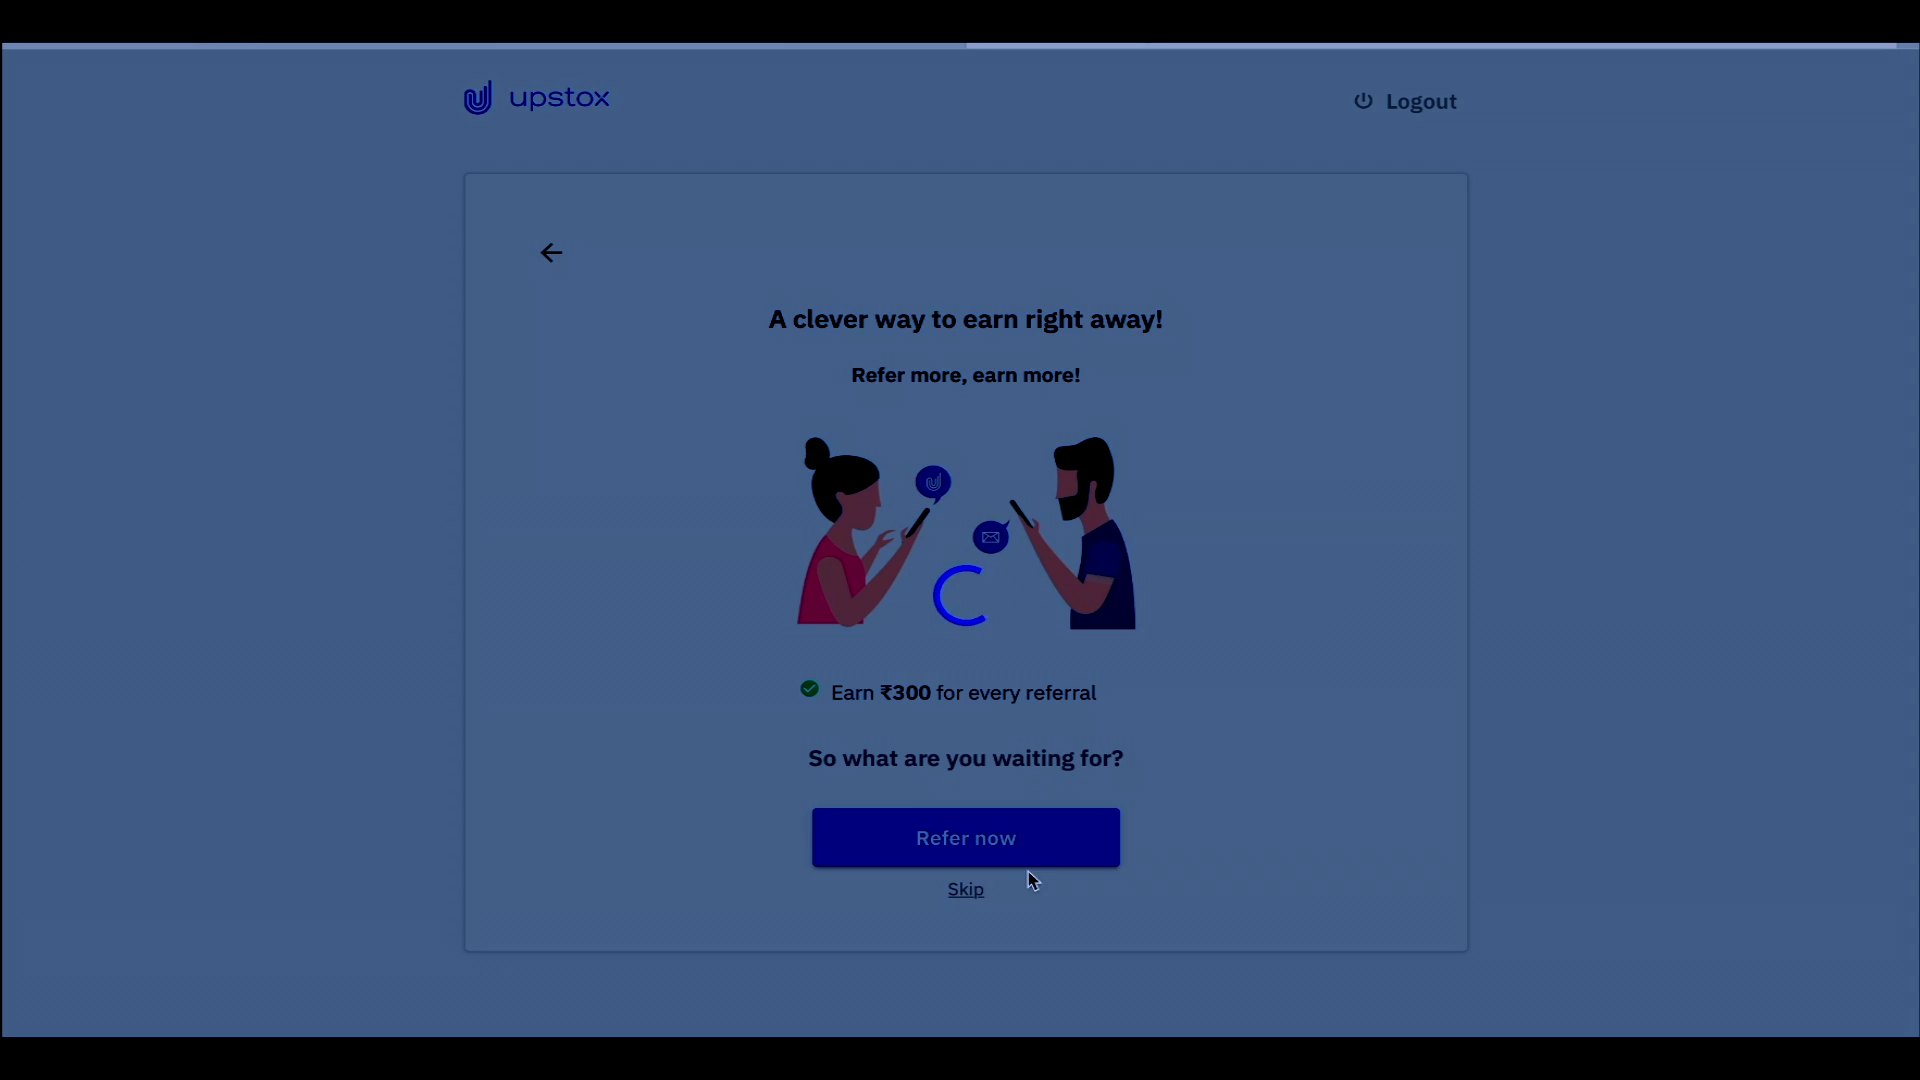 upstox
Logout
A clever way to earn right away!
Refer more, earn more!
Earn ₹300 for every referral
So what are you waiting for?
Refer now
Skip